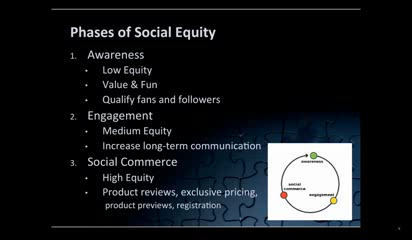 Phases of Social Equity
1. Awareness
• Low Equity
• Value & Fun
• Qualify fans and followers
2. Engagement
• Medium Equity
• Increase long-term communication
3. Social Commerce
• High Equity
• Product reviews, exclusive pricing,
product previews, registration
awareness
social
commerce
engagement